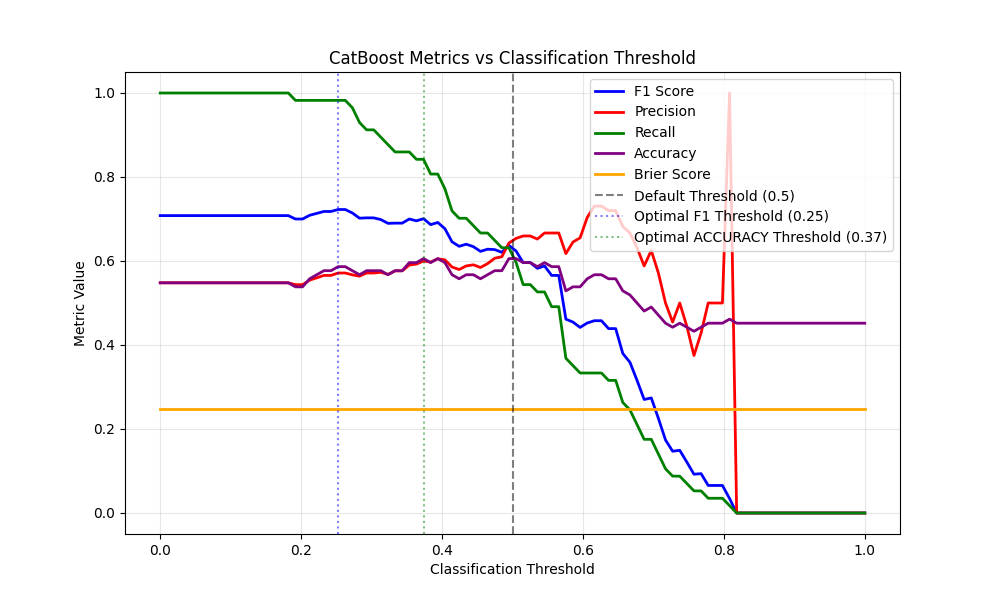 CatBoost Metrics vs Classification Threshold
F1 Score
Precision
Recall
Accuracy
Brier Score
Default Threshold (0.5)
Optimal F1 Threshold (0.25)
Optimal ACCURACY Threshold (0.37)
Metric Value
1.0
0.8
0.6
0.4
0.2
0.0
0.0 0.2 0.4 0.6 0.8 1.0
Classification Threshold